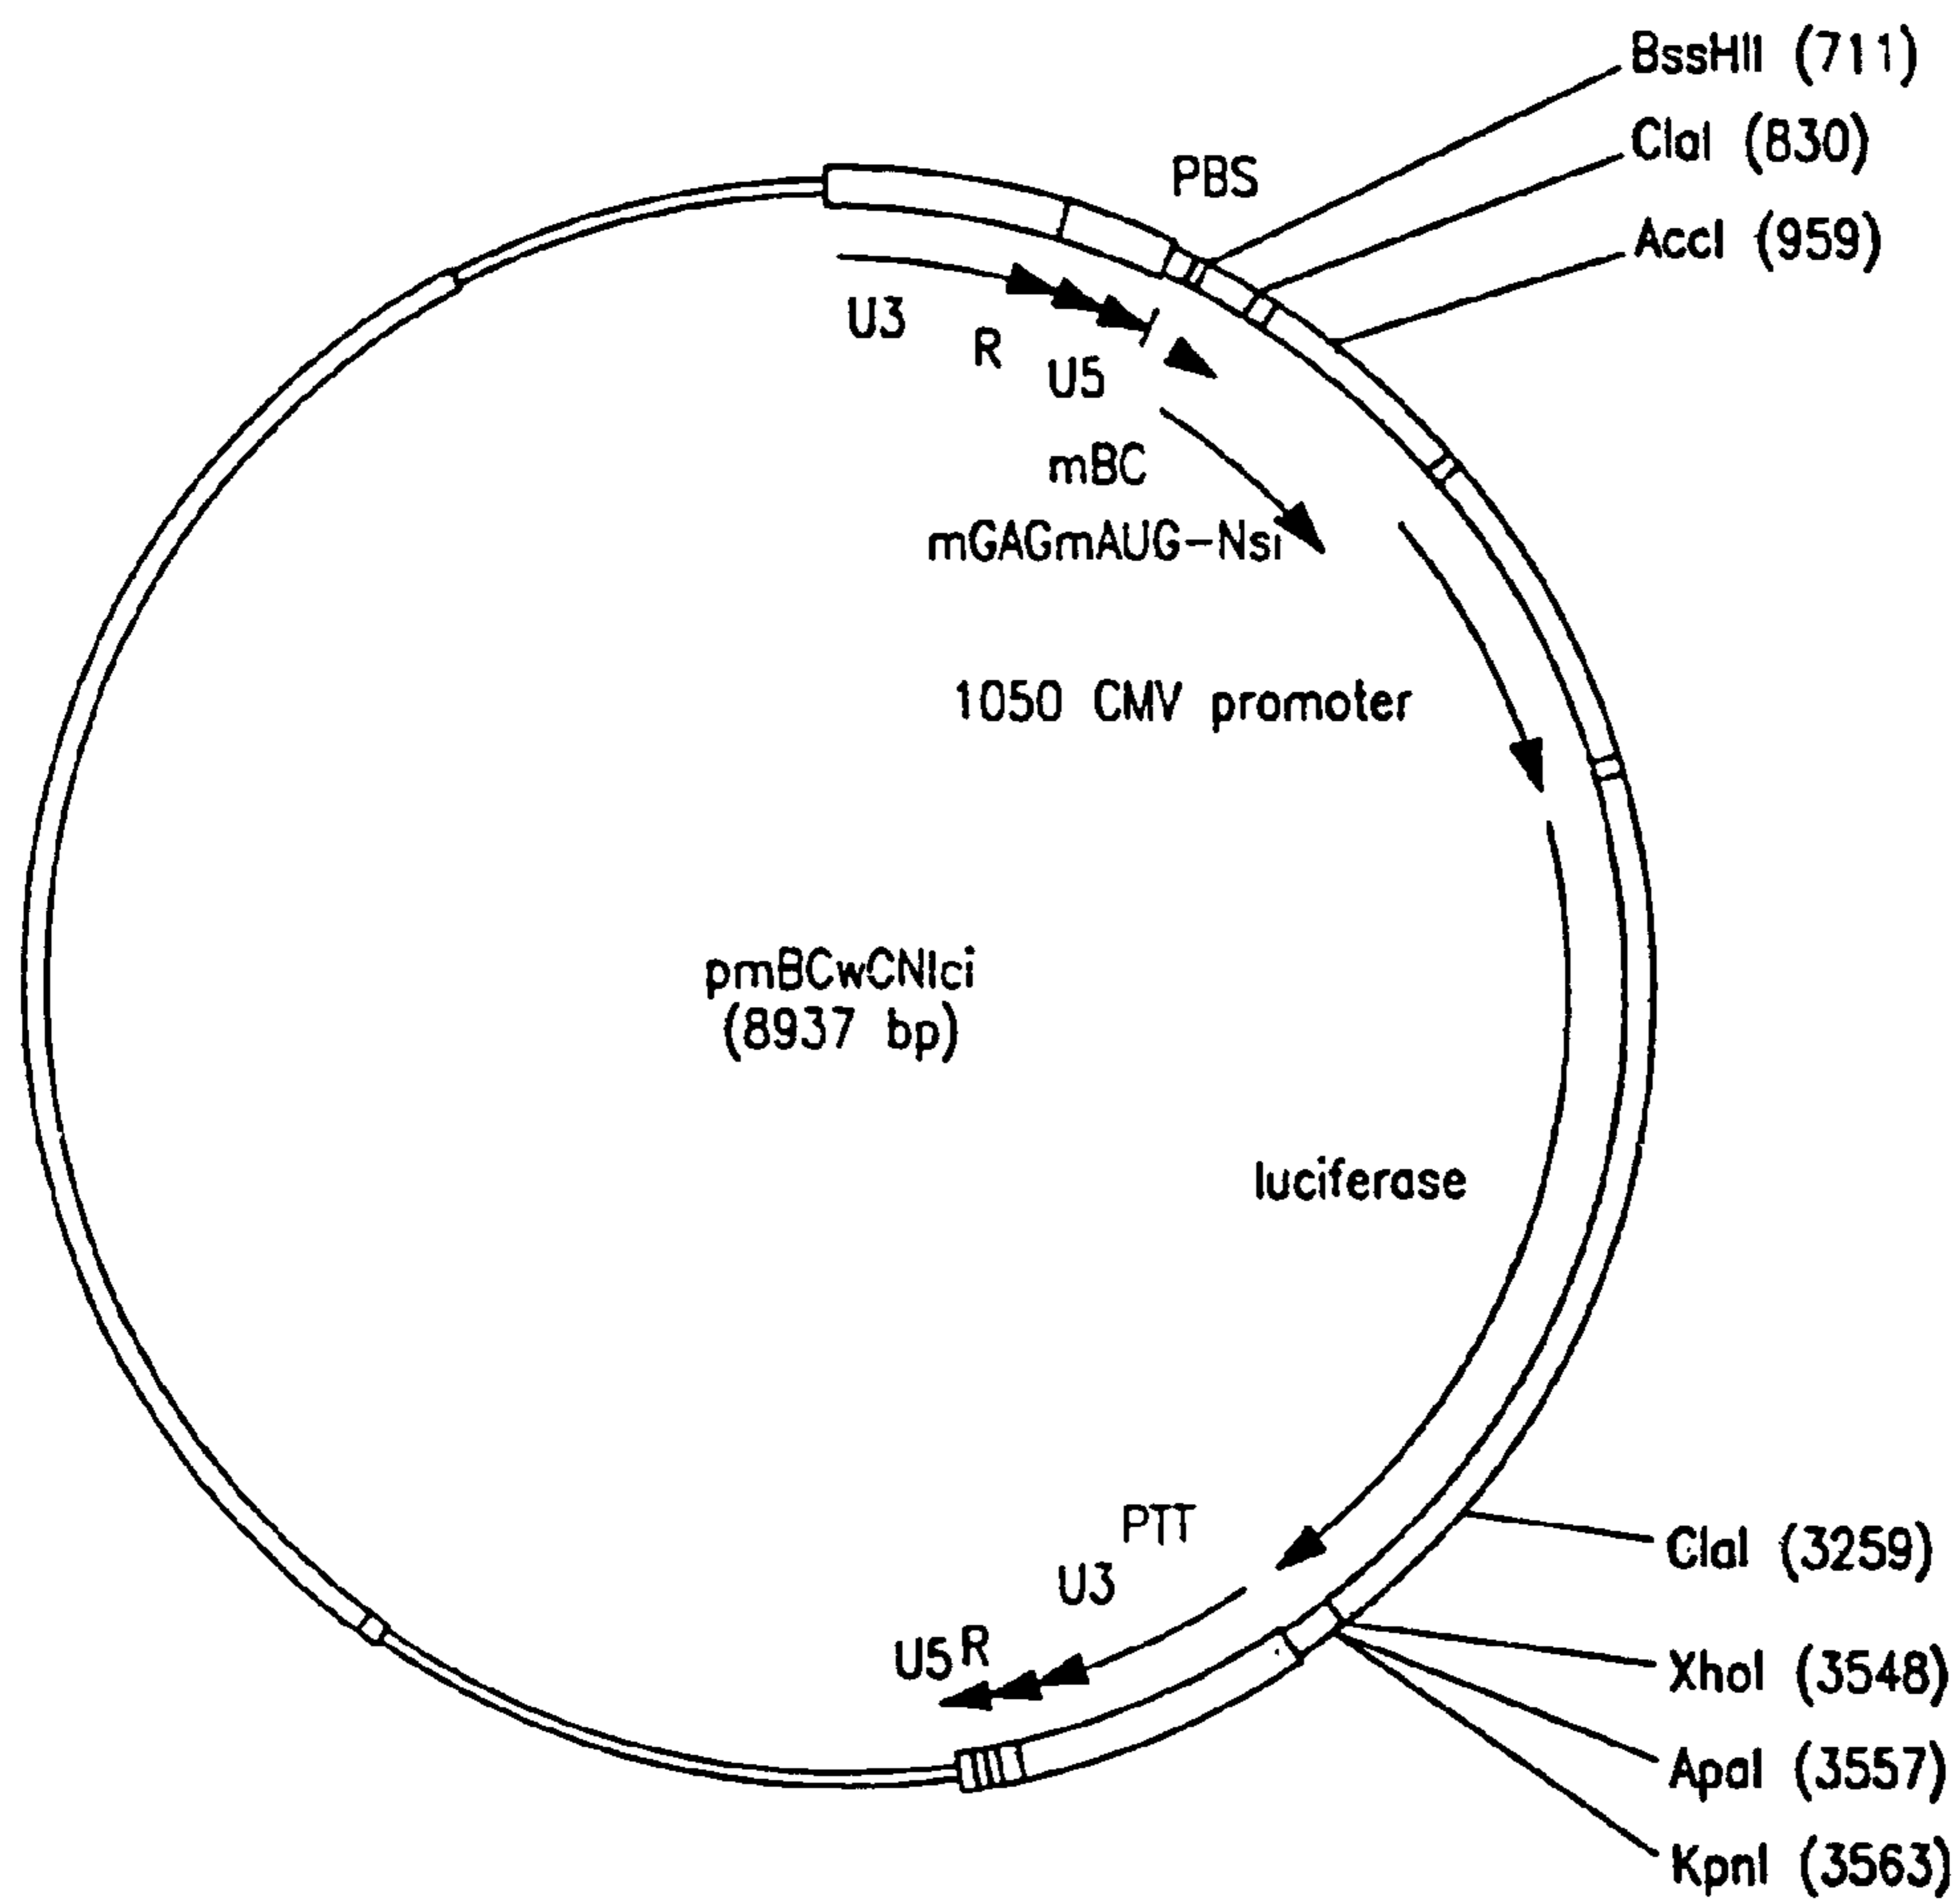 BssHII (711)
ClaI (830)
AccI (959)
PBS
U3
R
U5
mBC
mGAGmAUG-Nsi
1050 CMV promoter
pmBCwCNlci
(8937 bp)
luciferase
PTT
U3
R
U5
ClaI (3259)
XhoI (3548)
ApaI (3557)
KpnI (3563)